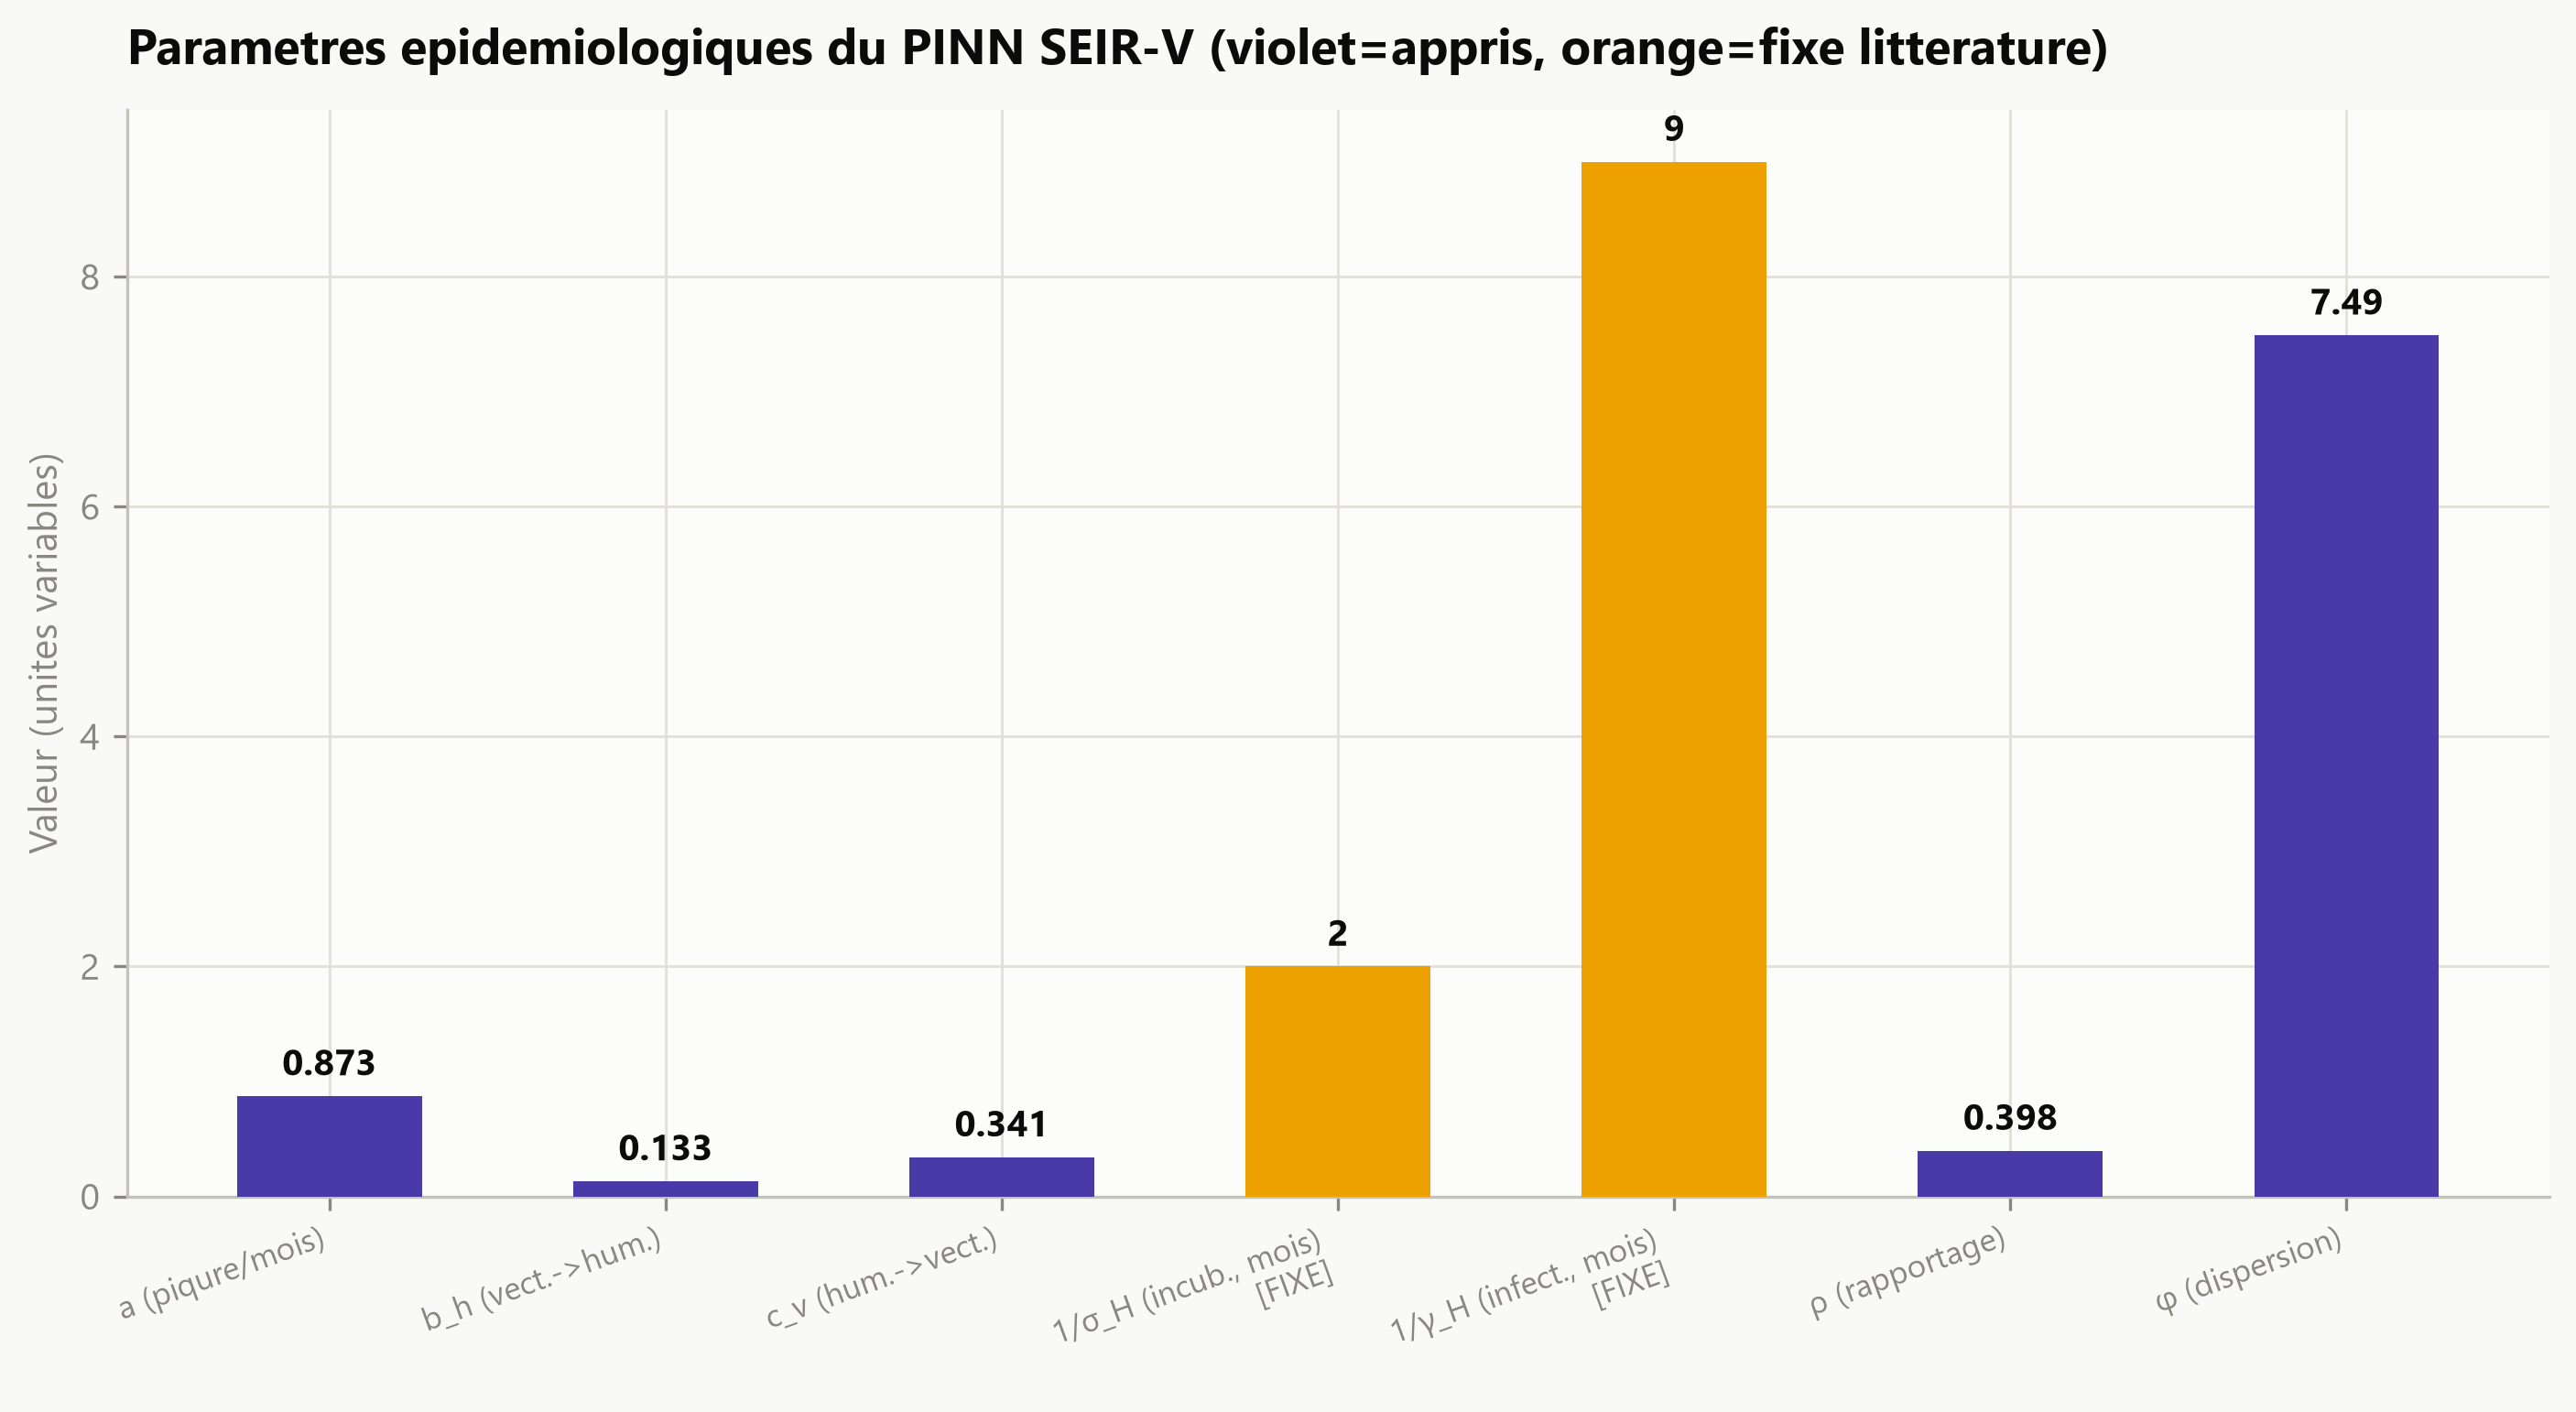 Parametres epidemiologiques du PINN SEIR-V (violet=appris, orange=fixe litterature)
Valeur (unites variables)
8
6
4
2
0
0.873
0.133
0.341
2
9
0.398
7.49
a (piqure/mois)
b_h (vect.->hum.)
c_v (hum.->vect.)
1/σ_H (incub., mois)
[FIXE]
1/γ_H (infect., mois)
[FIXE]
ρ (rapportage)
φ (dispersion)